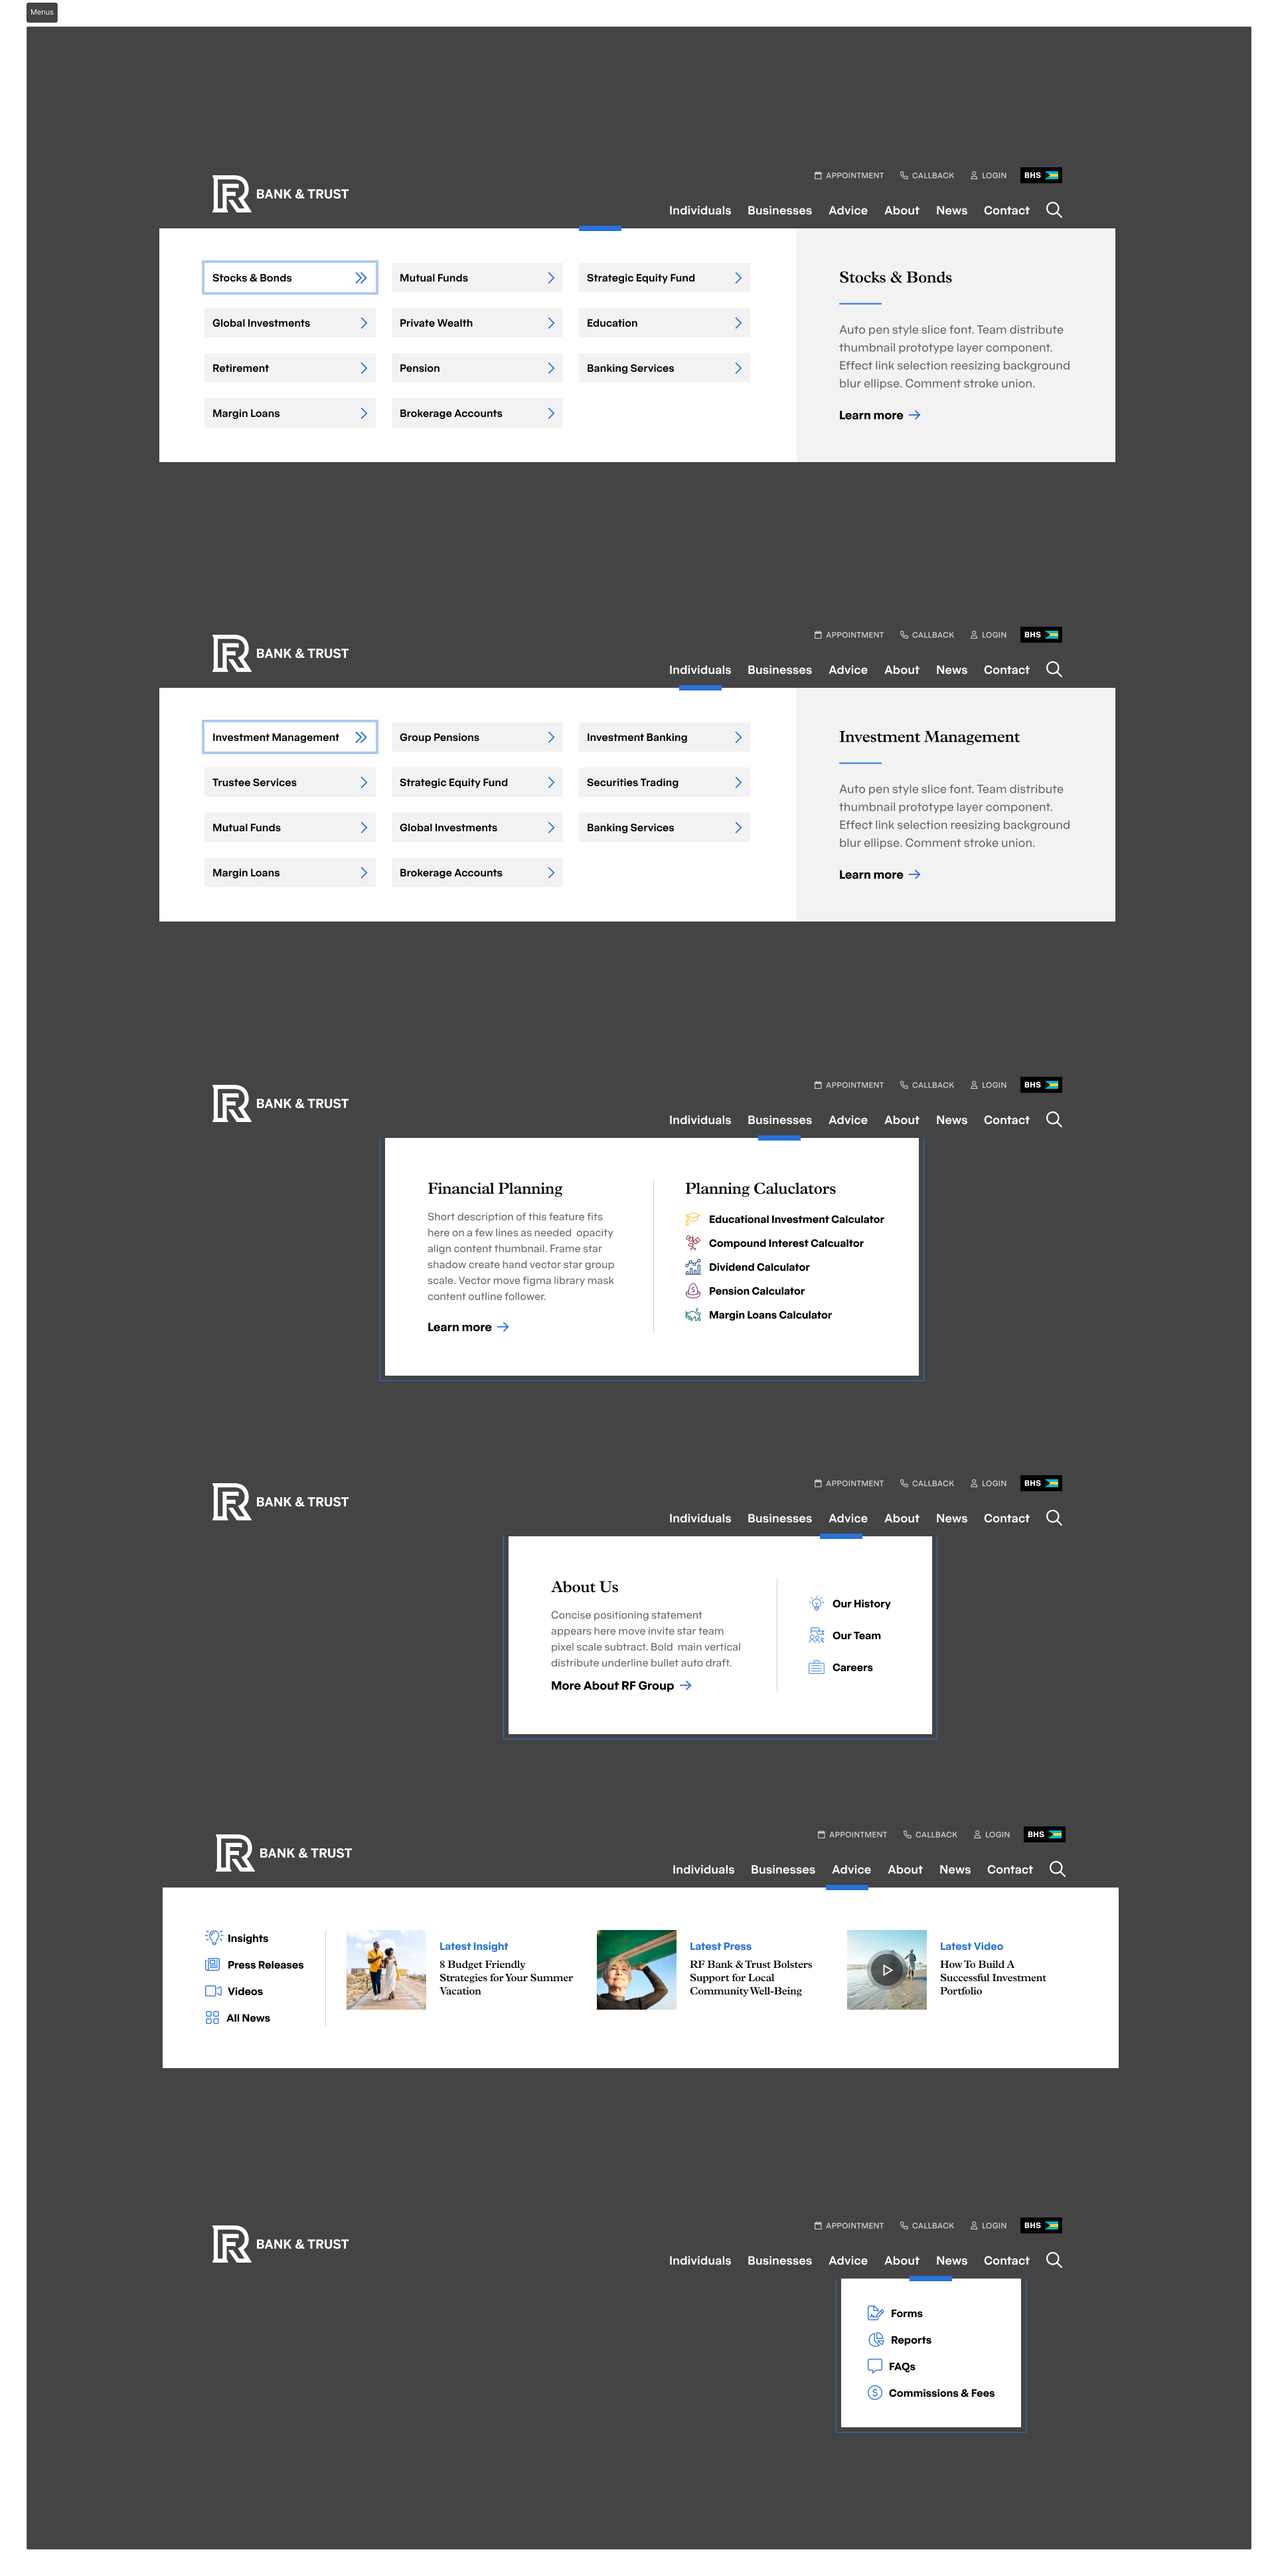 Menus
BANK & TRUST
APPOINTMENT CALLBACK LOGIN BHS
Individuals Businesses Advice About News Contact
Stocks & Bonds Mutual Funds Strategic Equity Fund
Global Investments Private Wealth Education
Retirement Pension Banking Services
Margin Loans Brokerage Accounts
Stocks & Bonds
Auto pen style slice font. Team distribute
thumbnail prototype layer component.
Effect link selection reesizing background
blur ellipse. Comment stroke union.
Learn more
BANK & TRUST
APPOINTMENT CALLBACK LOGIN BHS
Individuals Businesses Advice About News Contact
Investment Management Group Pensions Investment Banking
Trustee Services Strategic Equity Fund Securities Trading
Mutual Funds Global Investments Banking Services
Margin Loans Brokerage Accounts
Investment Management
Auto pen style slice font. Team distribute
thumbnail prototype layer component.
Effect link selection reesizing background
blur ellipse. Comment stroke union.
Learn more
BANK & TRUST
APPOINTMENT CALLBACK LOGIN BHS
Individuals Businesses Advice About News Contact
Financial Planning
Short description of this feature fits
here on a few lines as needed opacity
align content thumbnail. Frame star
shadow create hand vector star group
scale. Vector move figma library mask
content outline follower.
Learn more
Planning Caluclators
Educational Investment Calculator
Compound Interest Calcualtor
Dividend Calculator
Pension Calculator
Margin Loans Calculator
BANK & TRUST
APPOINTMENT CALLBACK LOGIN BHS
Individuals Businesses Advice About News Contact
About Us
Concise positioning statement
appears here move invite star team
pixel scale subtract. Bold main vertical
distribute underline bullet auto draft.
More About RF Group
Our History
Our Team
Careers
BANK & TRUST
APPOINTMENT CALLBACK LOGIN BHS
Individuals Businesses Advice About News Contact
Insights
Press Releases
Videos
All News
Latest Insight
8 Budget Friendly
Strategies for Your Summer
Vacation
Latest Press
RF Bank & Trust Bolsters
Support for Local
Community Well-Being
Latest Video
How To Build A
Successful Investment
Portfolio
BANK & TRUST
APPOINTMENT CALLBACK LOGIN BHS
Individuals Businesses Advice About News Contact
Forms
Reports
FAQs
Commissions & Fees